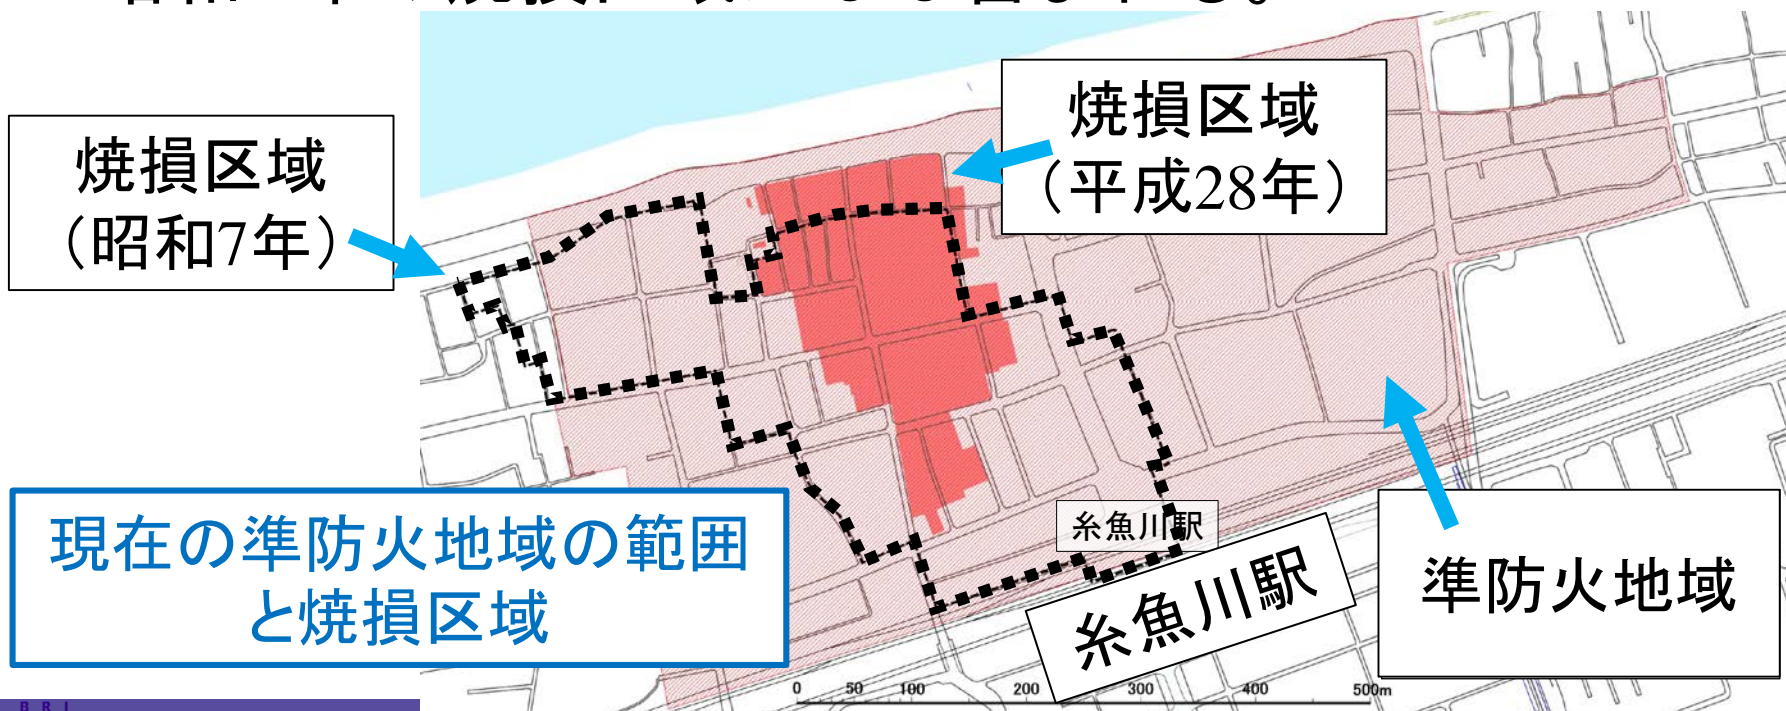 焼損区域
（昭和7年）
焼損区域
（平成28年）
糸魚川駅
糸魚川駅
準防火地域
現在の準防火地域の範囲
と焼損区域
0 50 100 200 300 400 500m
B R I